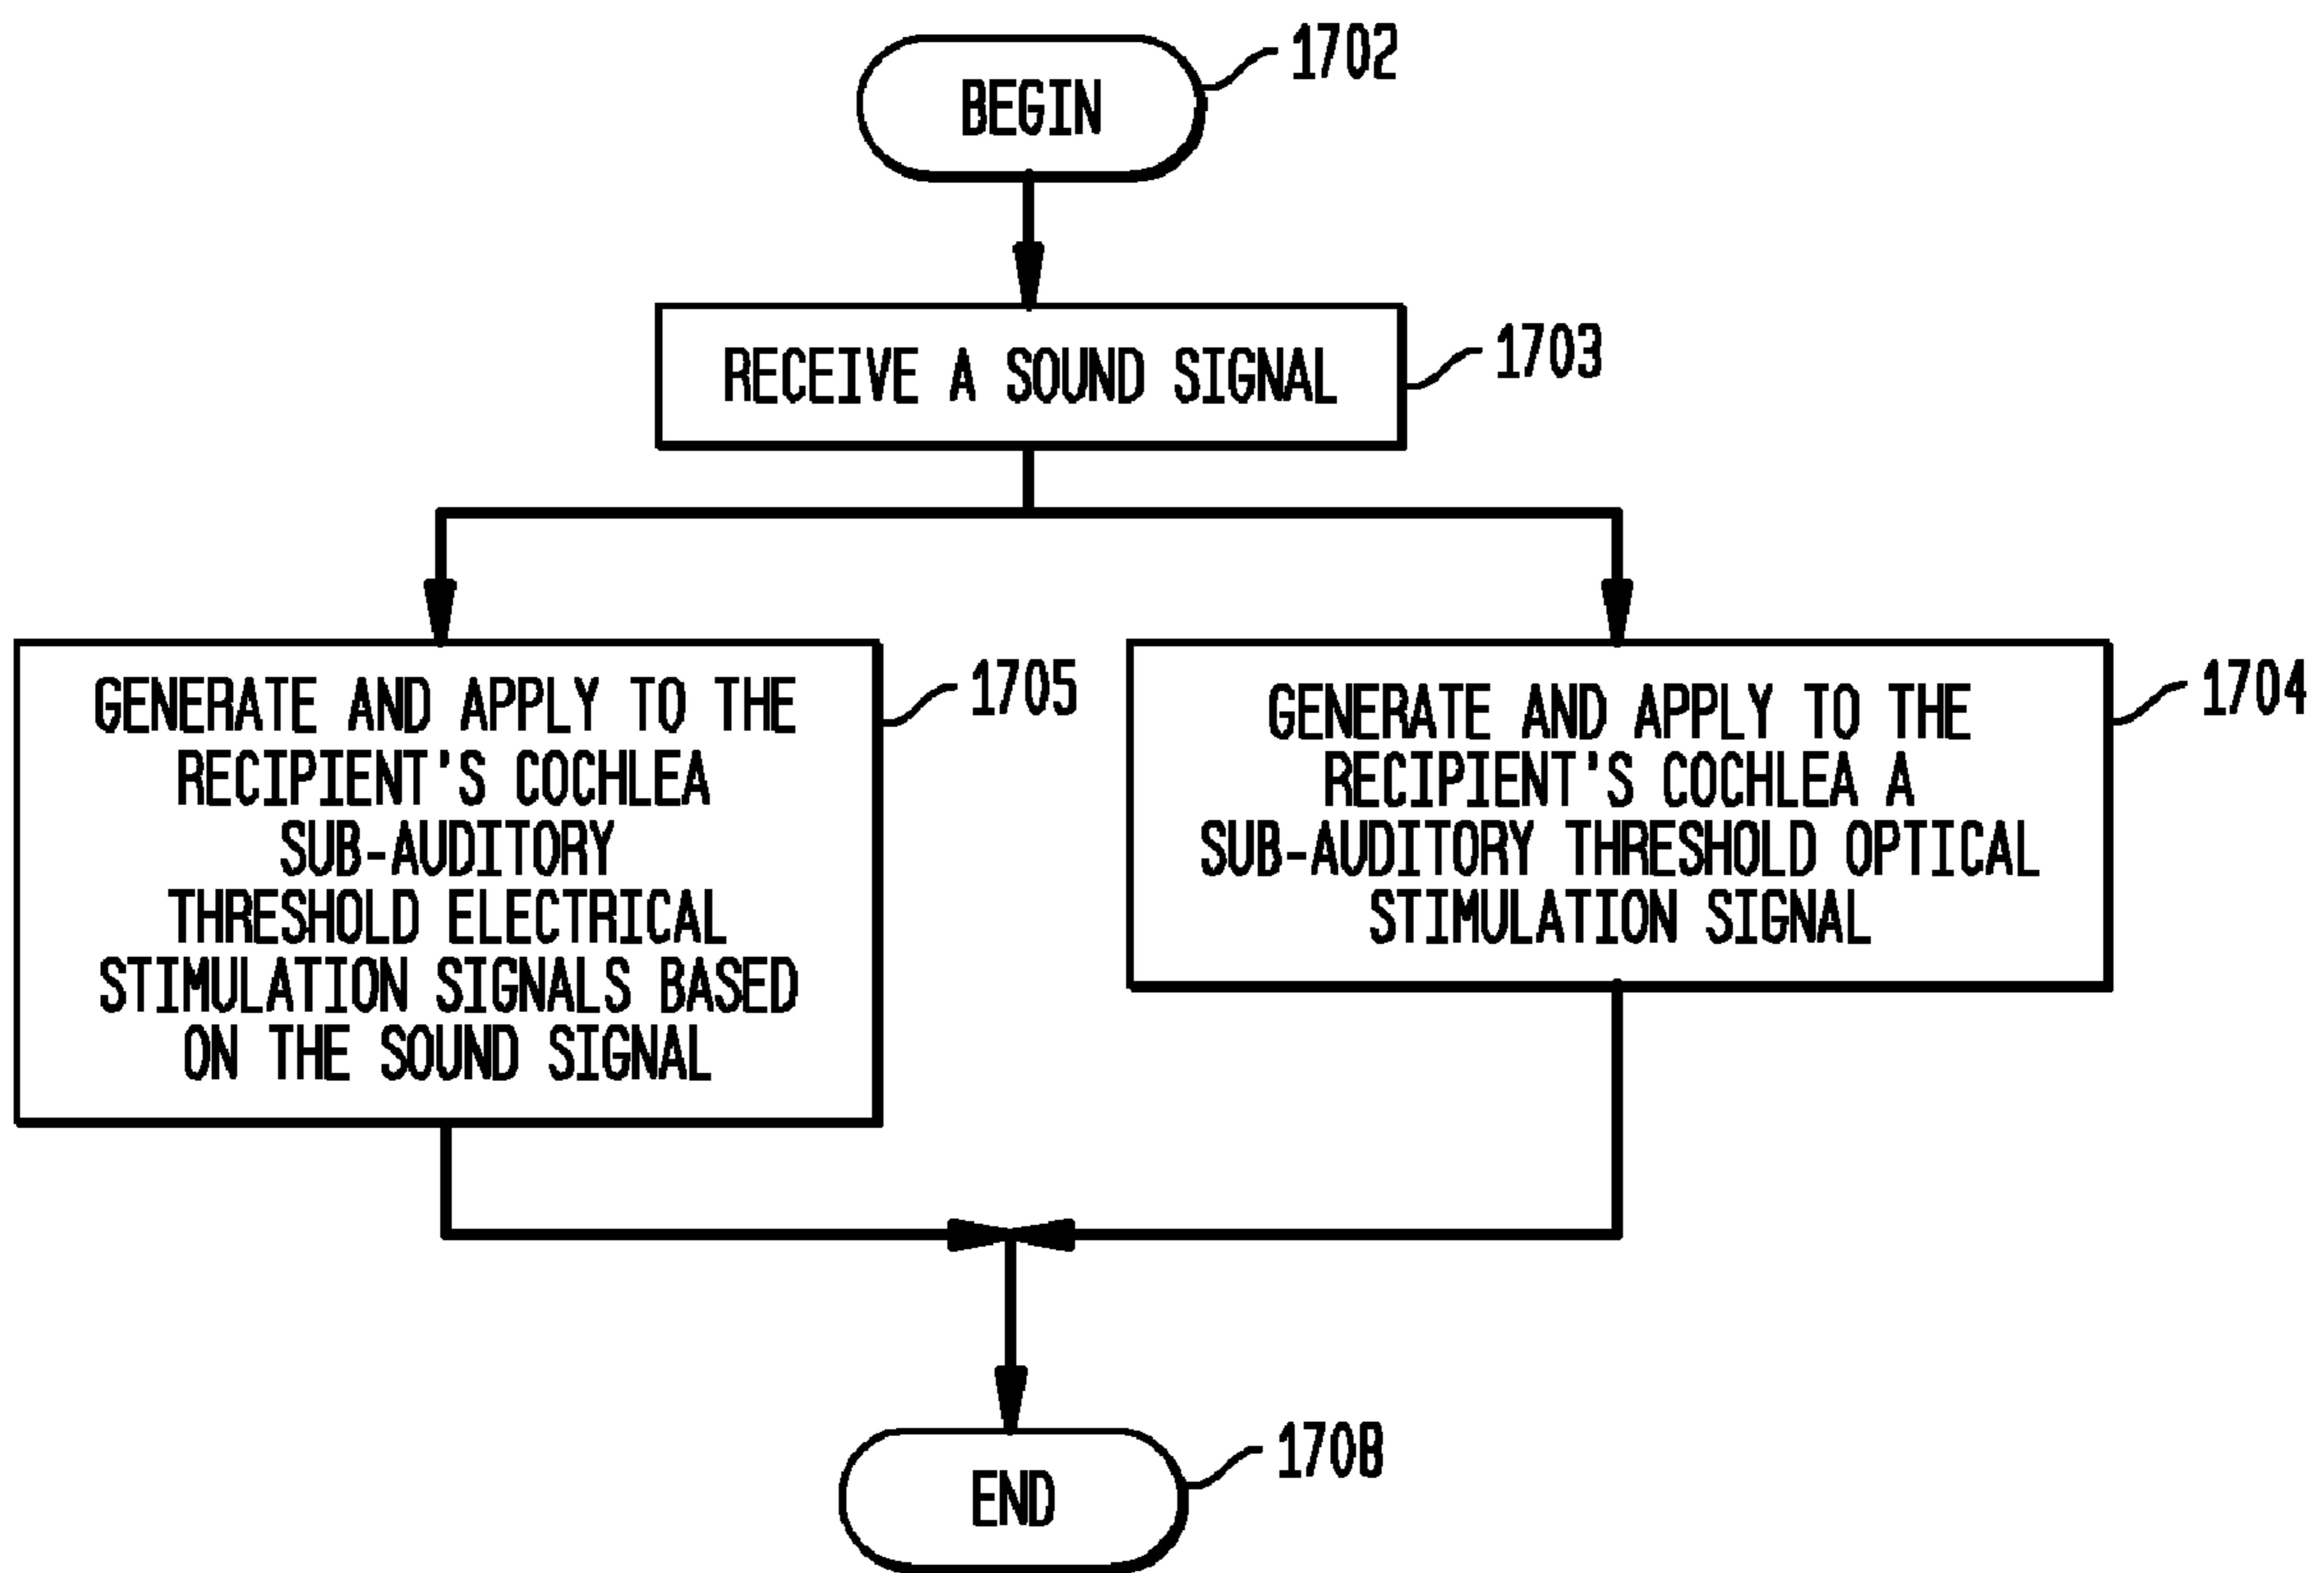 BEGIN
1702
RECEIVE A SOUND SIGNAL
1703
GENERATE AND APPLY TO THE
RECIPIENT'S COCHLEA
SUB-AUDITORY
THRESHOLD ELECTRICAL
STIMULATION SIGNALS BASED
ON THE SOUND SIGNAL
1705
GENERATE AND APPLY TO THE
RECIPIENT'S COCHLEA A
SUB-AUDITORY THRESHOLD OPTICAL
STIMULATION SIGNAL
1704
END
1708